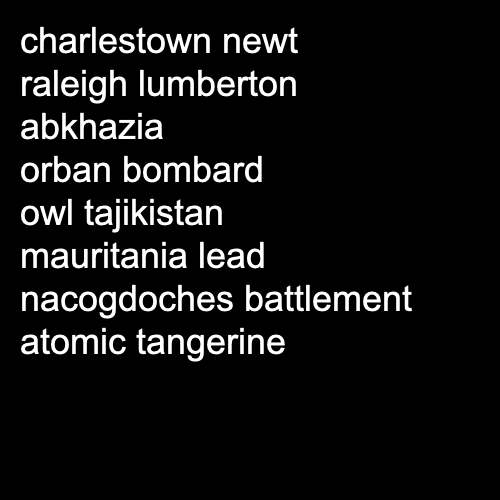 charlestown newt
raleigh lumberton
abkhazia
orban bombard
owl tajikistan
mauritania lead
nacogdoches battlement
atomic tangerine